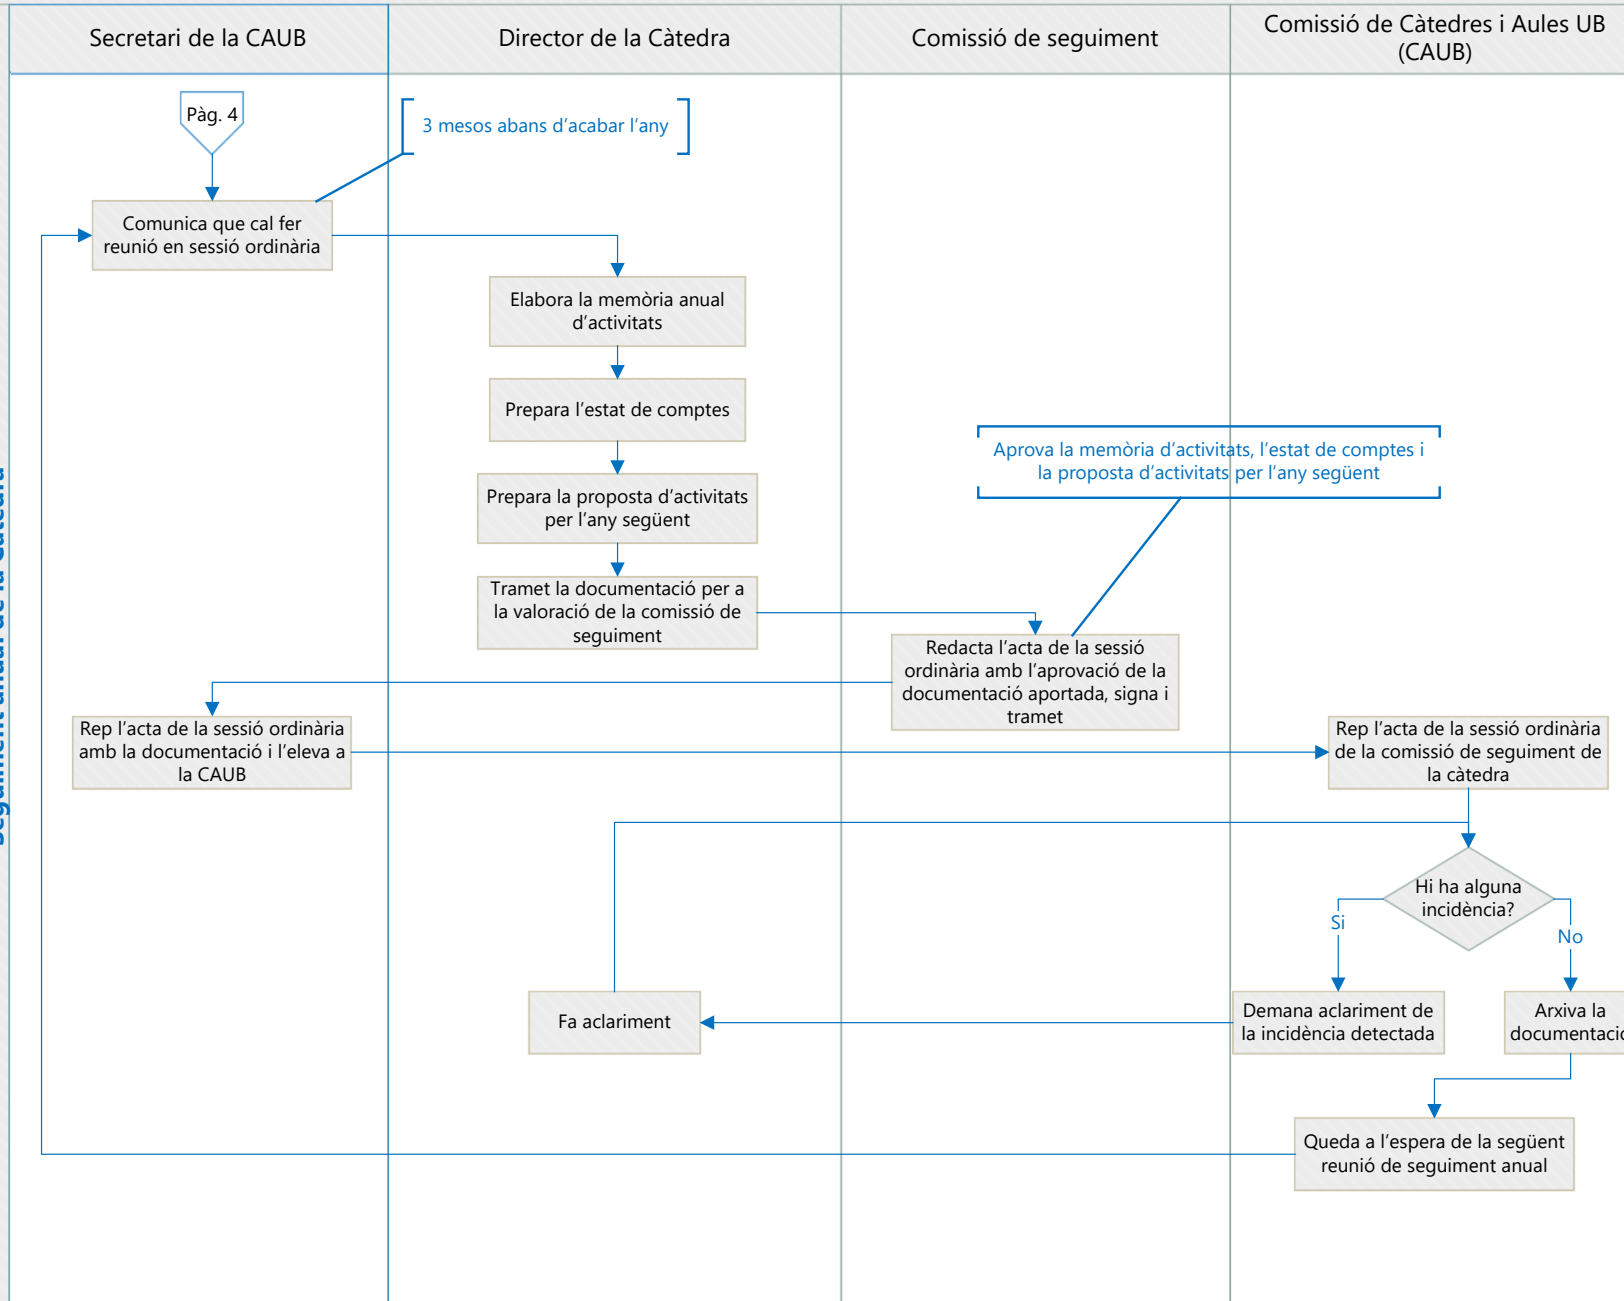 Secretari de la CAUB
Director de la Càtedra
Comissió de seguiment
Comissió de Càtedres i Aules UB
(CAUB)
Pàg. 4
3 mesos abans d'acabar l'any
Comunica que cal fer
reunió en sessió ordinària
Elabora la memòria anual
d'activitats
Prepara l'estat de comptes
Aprova la memòria d'activitats, l'estat de comptes i
la proposta d'activitats per l'any següent
Prepara la proposta d'activitats
per l'any següent
Tramet la documentació per a
la valoració de la comissió de
seguiment
Redacta l'acta de la sessió
ordinària amb l'aprovació de la
documentació aportada, signa i
tramet
Rep l'acta de la sessió ordinària
amb la documentació i l'eleva a
la CAUB
Rep l'acta de la sessió ordinària
de la comissió de seguiment de
la càtedra
Hi ha alguna
incidència?
Si
No
Fa aclariment
Demana aclariment de
la incidència detectada
Arxiva la
documentació
Queda a l'espera de la següent
reunió de seguiment anual
Seguiment anual de la Càtedra